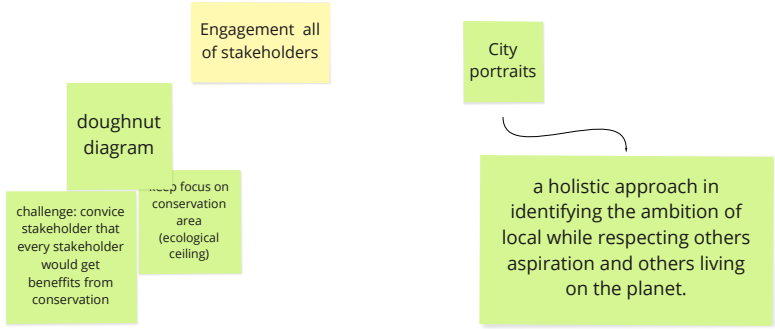 Engagement all
of stakeholders
City
portraits
doughnut
diagram
keep focus on
conservation
area
(ecological
ceiling)
challenge: convice
stakeholder that
every stakeholder
would get
beneffits from
conservation
a holistic approach in
identifying the ambition of
local while respecting others
aspiration and others living
on the planet.